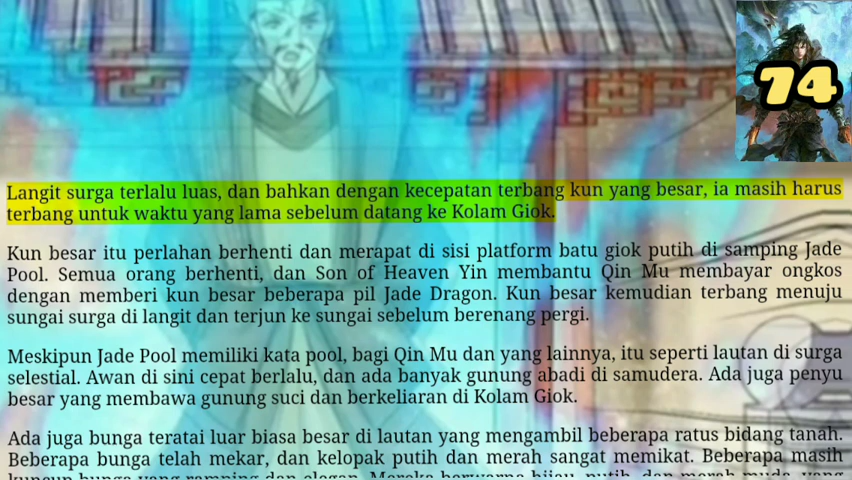 74
Langit surga terlalu luas, dan bahkan dengan kecepatan terbang kun yang besar, ia masih harus
terbang untuk waktu yang lama sebelum datang ke Kolam Giok.
Kun besar itu perlahan berhenti dan merapat di sisi platform batu giok putih di samping Jade
Pool. Semua orang berhenti, dan Son of Heaven Yin membantu Qin Mu membayar ongkos
dengan memberi kun besar beberapa pil Jade Dragon. Kun besar kemudian terbang menuju
sungai surga di langit dan terjun ke sungai sebelum berenang pergi.
Meskipun Jade Pool memiliki kata pool, bagi Qin Mu dan yang lainnya, itu seperti lautan di surga
selestial. Awan di sini cepat berlalu, dan ada banyak gunung abadi di samudera. Ada juga penyu
besar yang membawa gunung suci dan berkeliaran di Kolam Giok.
Ada juga bunga teratai luar biasa besar di lautan yang mengambil beberapa ratus bidang tanah.
Beberapa bunga telah mekar, dan kelopak putih dan merah sangat memikat. Beberapa masih